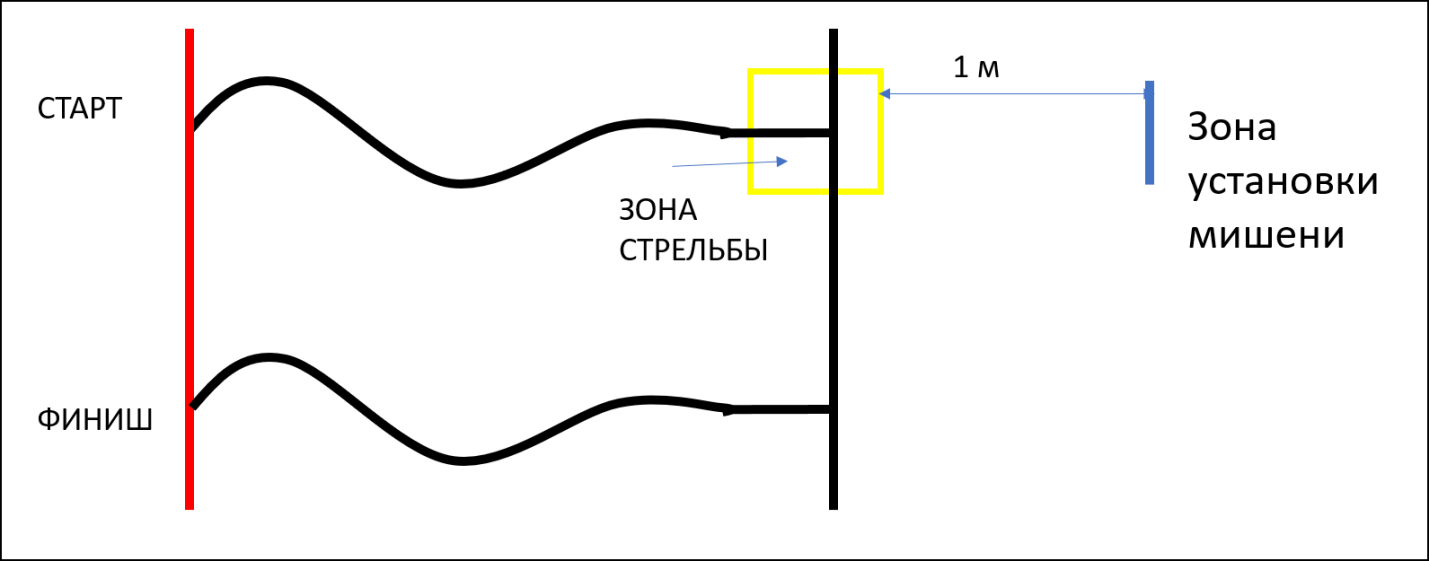 СТАРТ
1 м
Зона
установки
мишени
ЗОНА
СТРЕЛЬБЫ
ФИНИШ